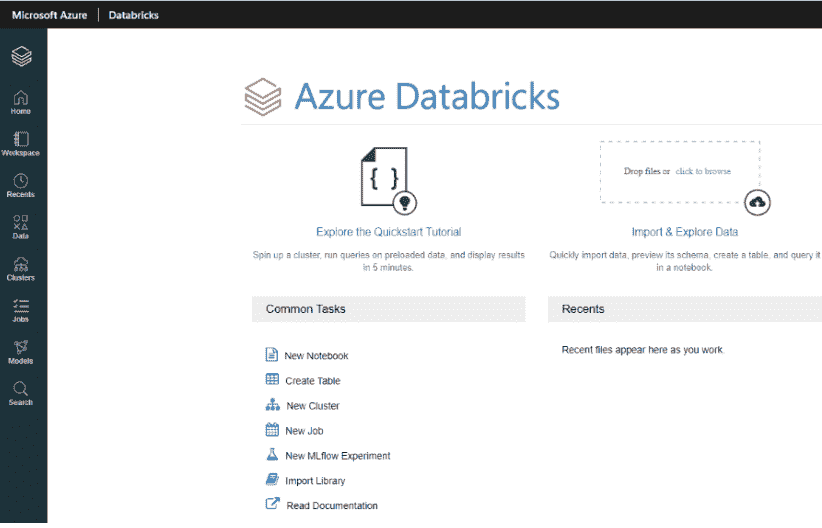 Microsoft Azure Databricks
Home
Workspace
Recents
Data
Clusters
Jobs
Models
Search
Azure Databricks
{ }
Explore the Quickstart Tutorial
Spin up a cluster, run queries on preloaded data, and display results
in 5 minutes.
Drop files or click to browse
Import & Explore Data
Quickly import data, preview its schema, create a table, and query it
in a notebook.
Common Tasks
New Notebook
Create Table
New Cluster
New Job
New MLflow Experiment
Import Library
Read Documentation
Recents
Recent files appear here as you work.